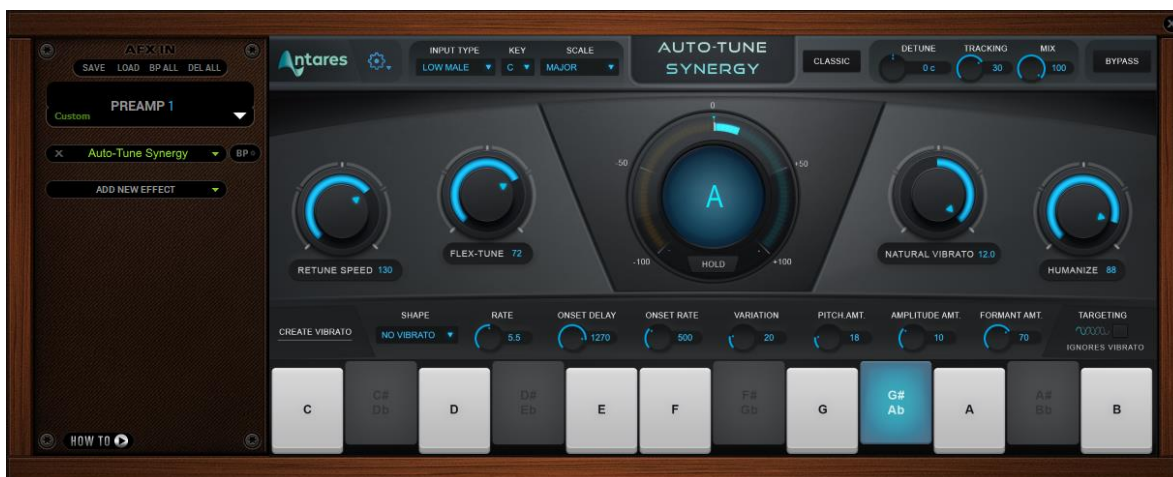 AFX IN
SAVE LOAD BP ALL DEL ALL
PREAMP 1
Custom
X Auto-Tune Synergy BP
ADD NEW EFFECT
HOW TO
Antares
INPUT TYPE KEY SCALE
LOW MALE C MAJOR
AUTO-TUNE
SYNERGY
CLASSIC
DETUNE TRACKING MIX
0 c 30 100
BYPASS
RETUNE SPEED 130
FLEX-TUNE 72
0
-50 +50
A
-100 HOLD +100
NATURAL VIBRATO 12.0
HUMANIZE 88
CREATE VIBRATO
SHAPE RATE ONSET DELAY ONSET RATE VARIATION PITCH AMT. AMPLITUDE AMT. FORMANT AMT. TARGETING
NO VIBRATO 5.5 1270 500 20 18 10 70
IGNORES VIBRATO
C# D# F# G# A#
Db Eb Gb Ab Bb
C D E F G A B